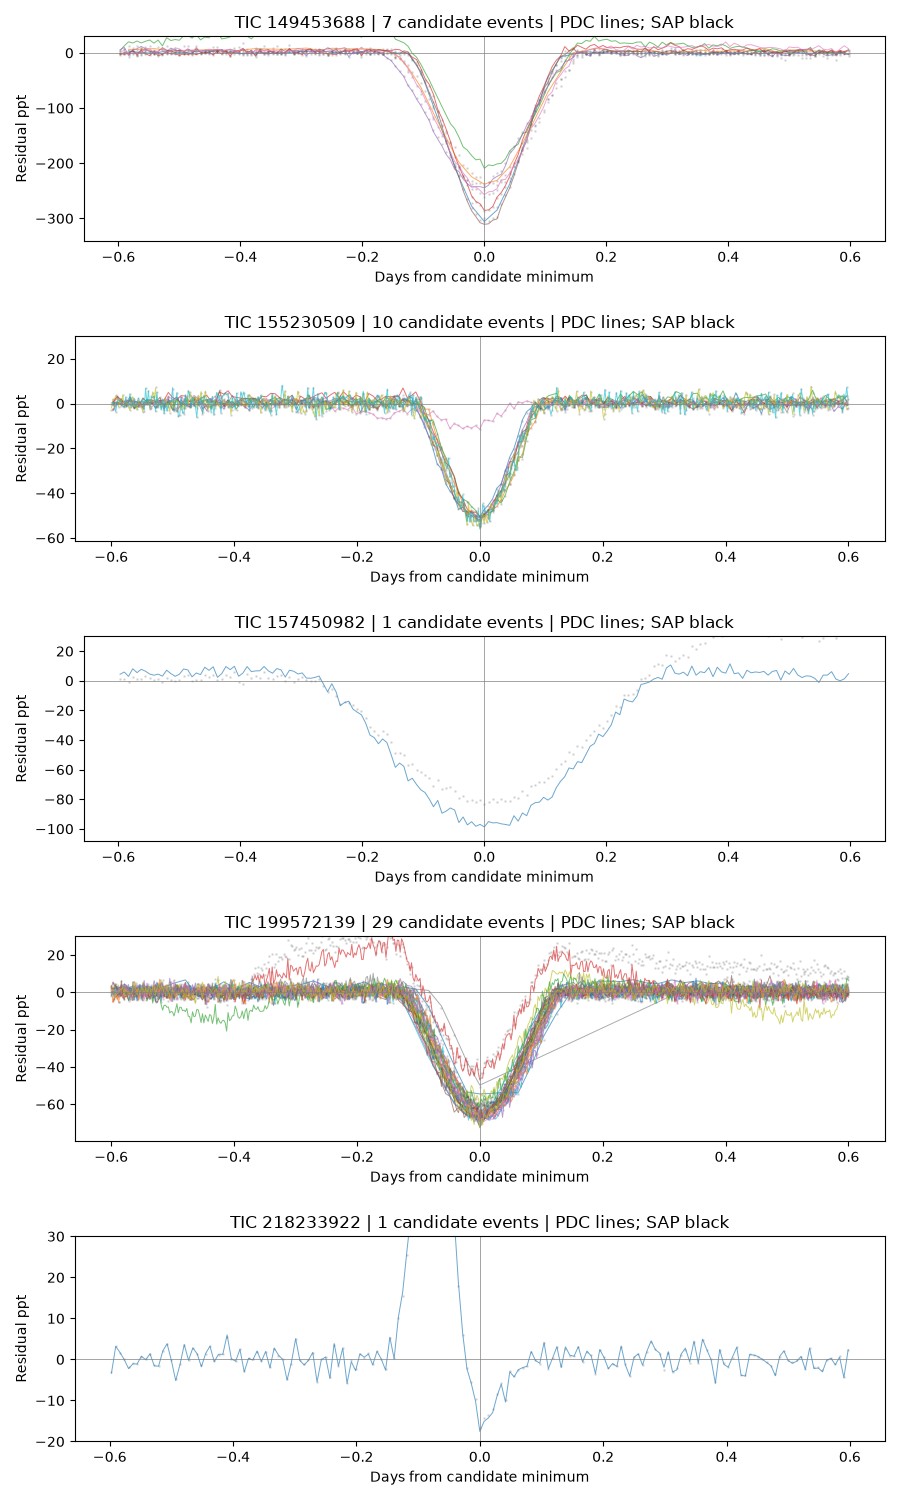 TIC 149453688 | 7 candidate events | PDC lines; SAP black
0
−100
−200
−300
Residual ppt
−0.6 −0.4 −0.2 0.0 0.2 0.4 0.6
Days from candidate minimum
TIC 155230509 | 10 candidate events | PDC lines; SAP black
20
0
−20
−40
−60
Residual ppt
−0.6 −0.4 −0.2 0.0 0.2 0.4 0.6
Days from candidate minimum
TIC 157450982 | 1 candidate events | PDC lines; SAP black
20
0
−20
−40
−60
−80
−100
Residual ppt
−0.6 −0.4 −0.2 0.0 0.2 0.4 0.6
Days from candidate minimum
TIC 199572139 | 29 candidate events | PDC lines; SAP black
20
0
−20
−40
−60
Residual ppt
−0.6 −0.4 −0.2 0.0 0.2 0.4 0.6
Days from candidate minimum
TIC 218233922 | 1 candidate events | PDC lines; SAP black
30
20
10
0
−10
−20
Residual ppt
−0.6 −0.4 −0.2 0.0 0.2 0.4 0.6
Days from candidate minimum